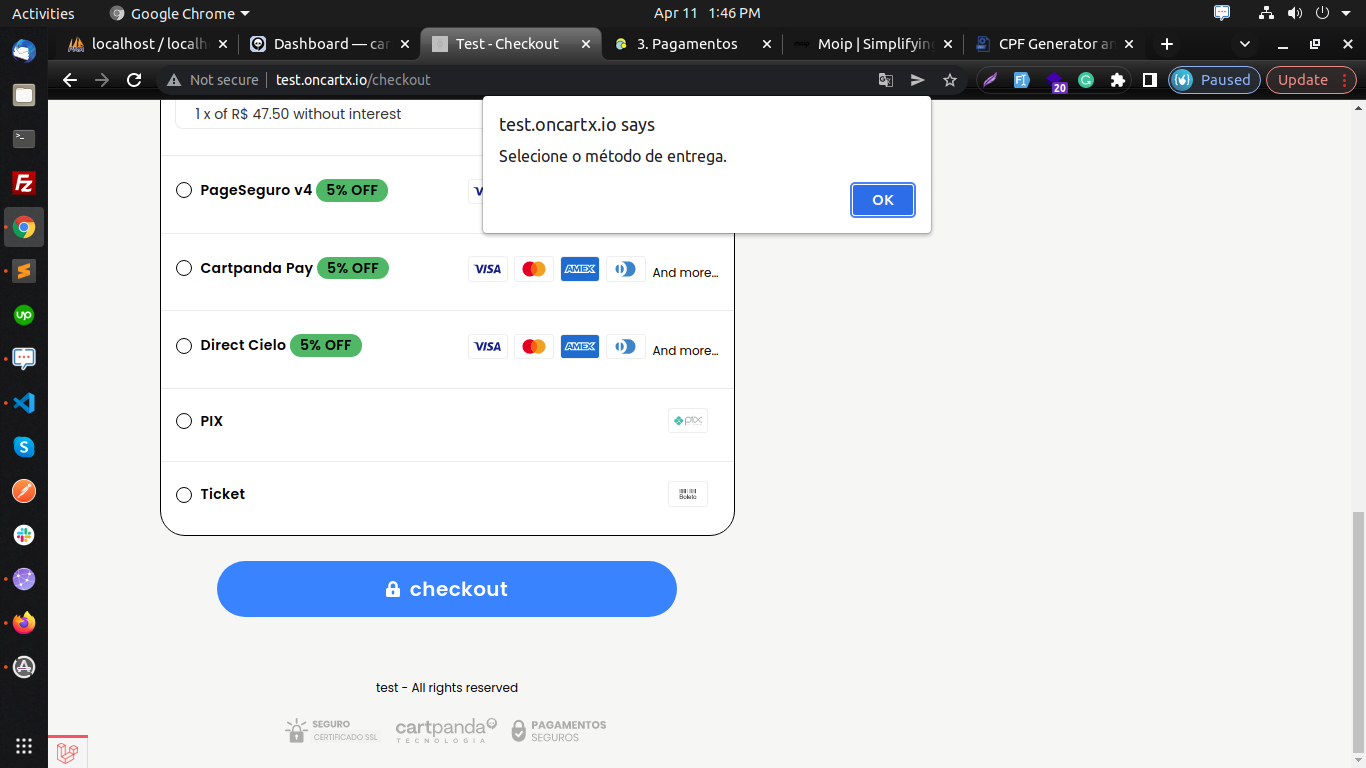 Activities
Google Chrome
Apr 11 1:46 PM
localhost / localh
Dashboard — car
Test - Checkout
3. Pagamentos
Moip | Simplifying
CPF Generator an
Not secure
test.oncartx.io/checkout
20
Paused
Update
test.oncartx.io says
Selecione o método de entrega.
OK
1 x of R$ 47.50 without interest
PageSeguro v4 5% OFF
Cartpanda Pay 5% OFF
VISA AMEX And more...
Direct Cielo 5% OFF
VISA AMEX And more...
PIX
pix
Ticket
Boleto
checkout
test - All rights reserved
SEGURO
CERTIFICADO SSL
cartpanda
TECNOLOGIA
PAGAMENTOS
SEGUROS